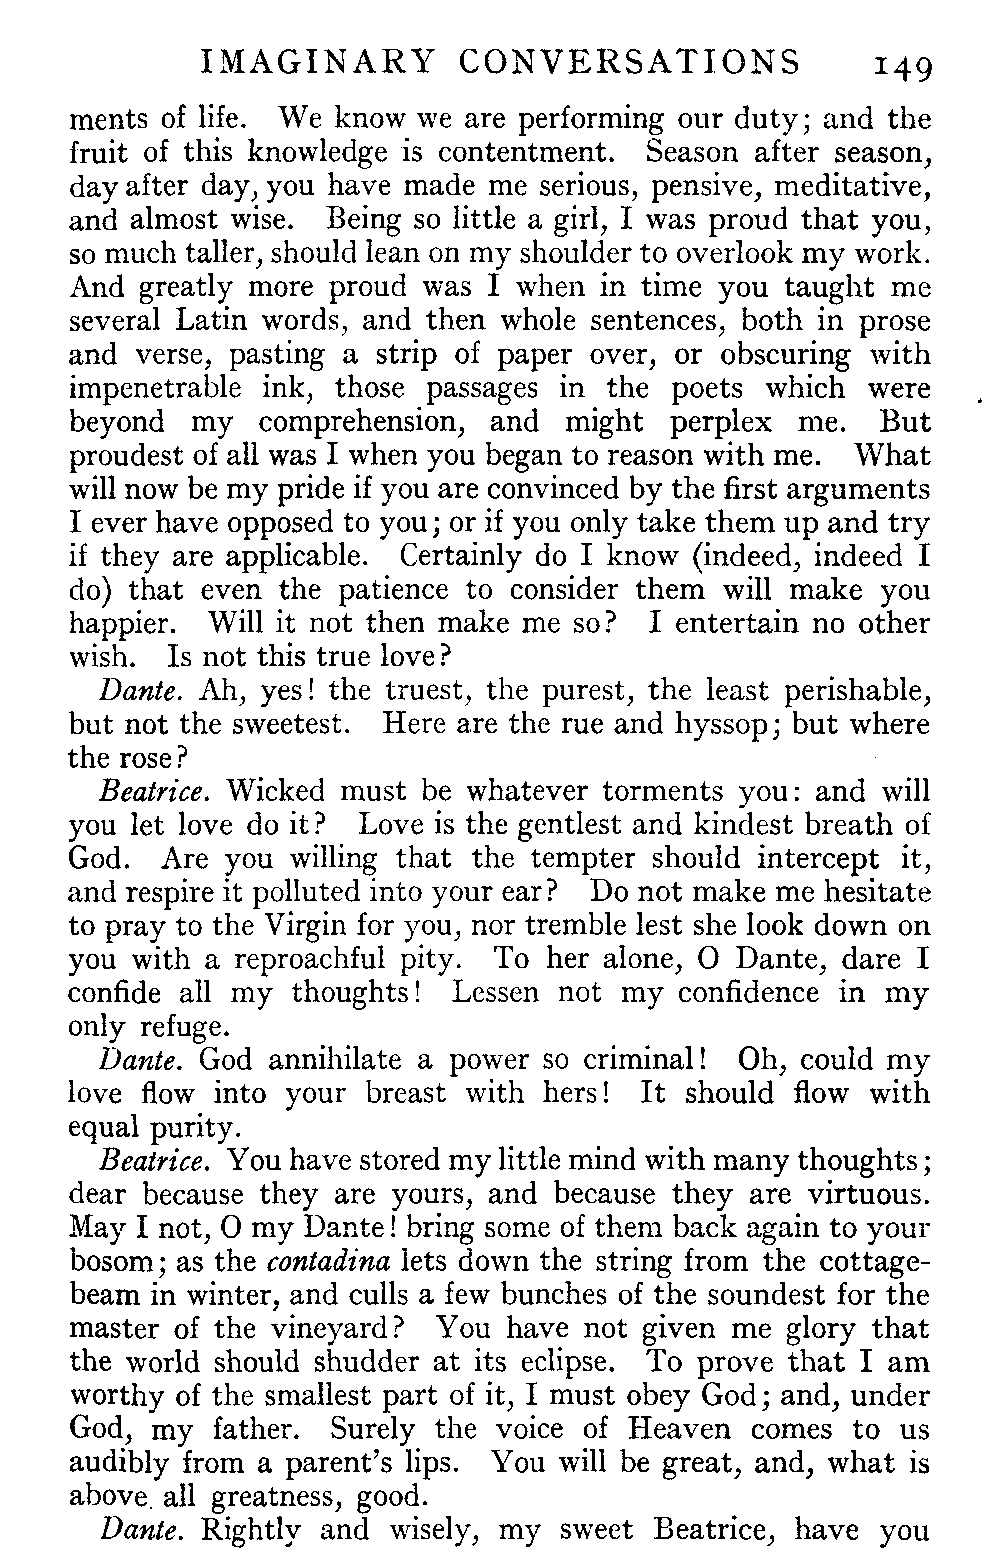 IMAGINARY CONVERSATIONS 149
ments of life. We know we are performing our duty; and the
fruit of this knowledge is contentment. Season after season,
day after day, you have made me serious, pensive, meditative,
and almost wise. Being so little a girl, I was proud that you,
so much taller, should lean on my shoulder to overlook my work.
And greatly more proud was I when in time you taught me
several Latin words, and then whole sentences, both in prose
and verse, pasting a strip of paper over, or obscuring with
impenetrable ink, those passages in the poets which were
beyond my comprehension, and might perplex me. But
proudest of all was I when you began to reason with me. What
will now be my pride if you are convinced by the first arguments
I ever have opposed to you; or if you only take them up and try
if they are applicable. Certainly do I know (indeed, indeed I
do) that even the patience to consider them will make you
happier. Will it not then make me so? I entertain no other
wish. Is not this true love?
Dante. Ah, yes! the truest, the purest, the least perishable,
but not the sweetest. Here are the rue and hyssop; but where
the rose?
Beatrice. Wicked must be whatever torments you: and will
you let love do it? Love is the gentlest and kindest breath of
God. Are you willing that the tempter should intercept it,
and respire it polluted into your ear? Do not make me hesitate
to pray to the Virgin for you, nor tremble lest she look down on
you with a reproachful pity. To her alone, O Dante, dare I
confide all my thoughts! Lessen not my confidence in my
only refuge.
Dante. God annihilate a power so criminal! Oh, could my
love flow into your breast with hers! It should flow with
equal purity.
Beatrice. You have stored my little mind with many thoughts;
dear because they are yours, and because they are virtuous.
May I not, O my Dante! bring some of them back again to your
bosom; as the contadina lets down the string from the cottage-
beam in winter, and culls a few bunches of the soundest for the
master of the vineyard? You have not given me glory that
the world should shudder at its eclipse. To prove that I am
worthy of the smallest part of it, I must obey God; and, under
God, my father. Surely the voice of Heaven comes to us
audibly from a parent's lips. You will be great, and, what is
above all greatness, good.
Dante. Rightly and wisely, my sweet Beatrice, have you